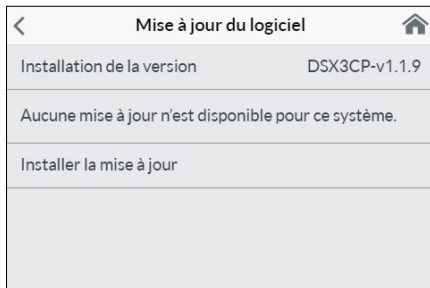 Mise à jour du logiciel
Installation de la version DSX3CP-v1.1.9
Aucune mise à jour n'est disponible pour ce système.
Installer la mise à jour